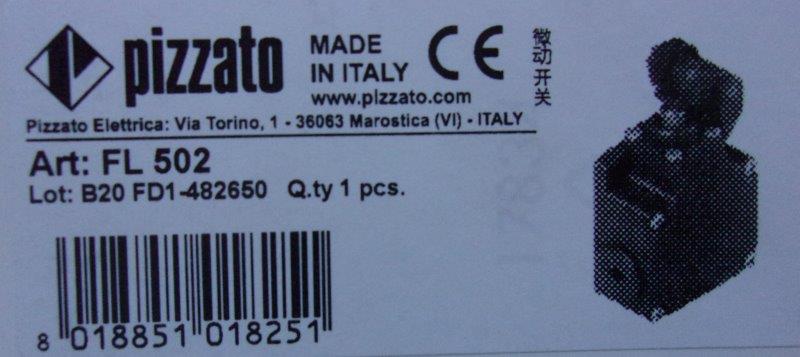 pizzato
MADE
IN ITALY
CE
www.pizzato.com
微动开关
Pizzato Elettrica: Via Torino, 1 - 36063 Marostica (VI) - ITALY
Art: FL 502
Lot: B20 FD1-482650 Q.ty 1 pcs.
8 018851 018251